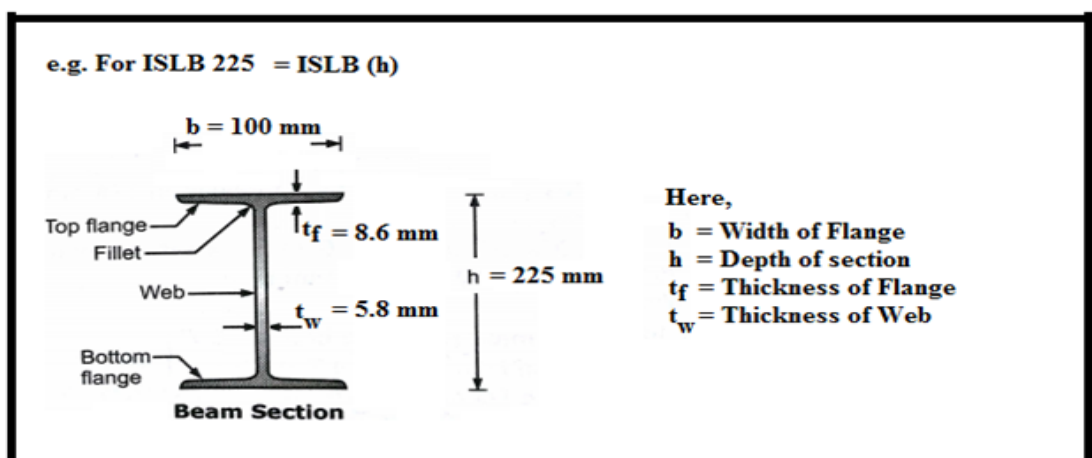 e.g. For ISLB 225 = ISLB (h)
b = 100 mm
Top flange
Fillet
tf = 8.6 mm
Web
tw = 5.8 mm
Bottom
flange
Beam Section
h = 225 mm
Here,
b = Width of Flange
h = Depth of section
tf = Thickness of Flange
tw = Thickness of Web